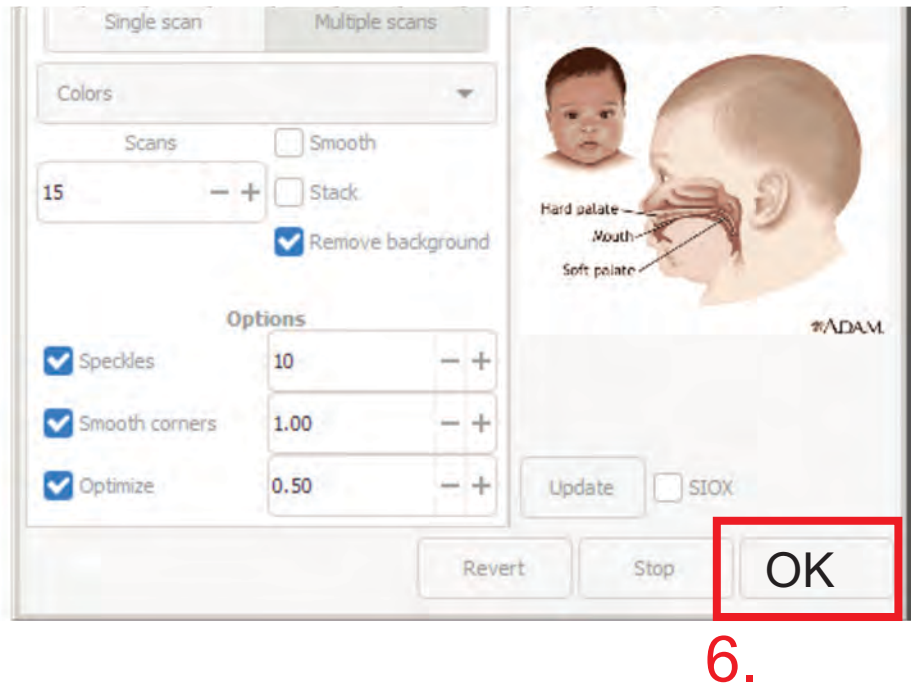 Single scan
Multiple scans
Colors
Scans
Smooth
15 − +
Stack
Remove background
Options
Speckles
10 − +
Smooth corners
1.00 − +
Optimize
0.50 − +
Hard palate
Mouth
Soft palate
ADAM.
Update
SIOX
Revert
Stop
OK
6.